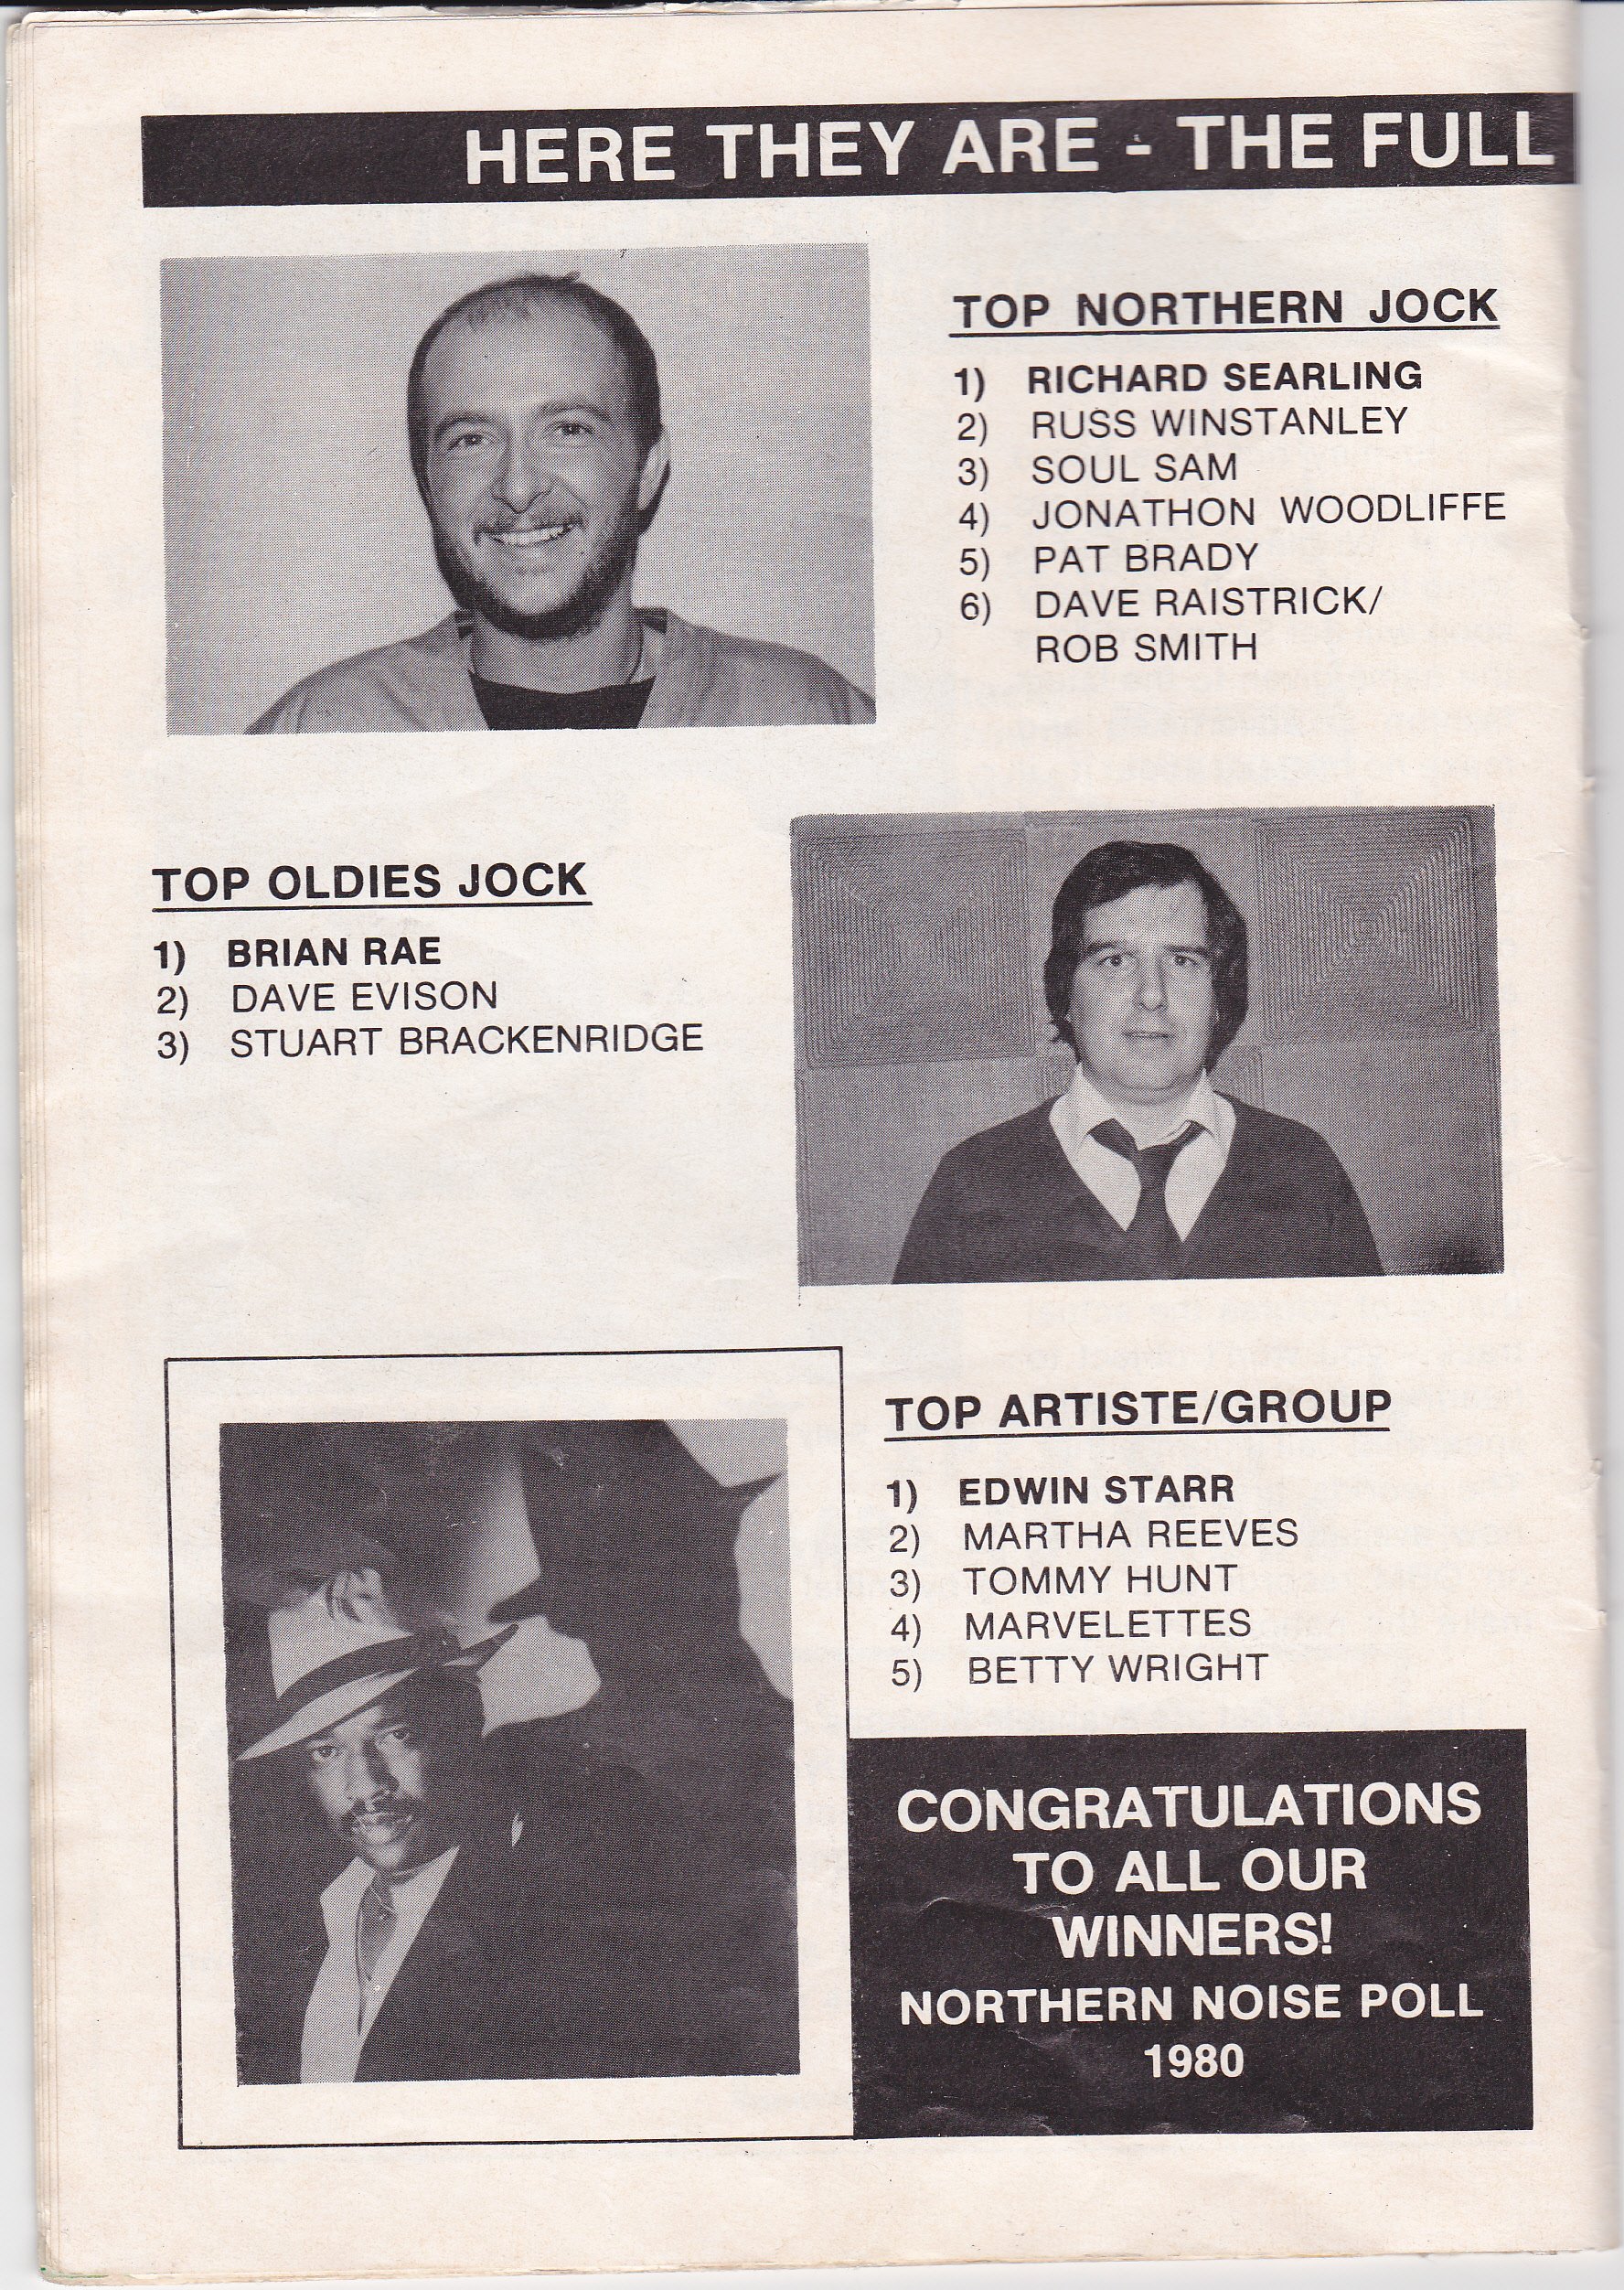 HERE THEY ARE - THE FULL
TOP NORTHERN JOCK
1) RICHARD SEARLING
2) RUSS WINSTANLEY
3) SOUL SAM
4) JONATHON WOODLIFFE
5) PAT BRADY
6) DAVE RAISTRICK/
ROB SMITH
TOP OLDIES JOCK
1) BRIAN RAE
2) DAVE EVISON
3) STUART BRACKENRIDGE
TOP ARTISTE/GROUP
1) EDWIN STARR
2) MARTHA REEVES
3) TOMMY HUNT
4) MARVELETTES
5) BETTY WRIGHT
CONGRATULATIONS
TO ALL OUR
WINNERS!
NORTHERN NOISE POLL
1980